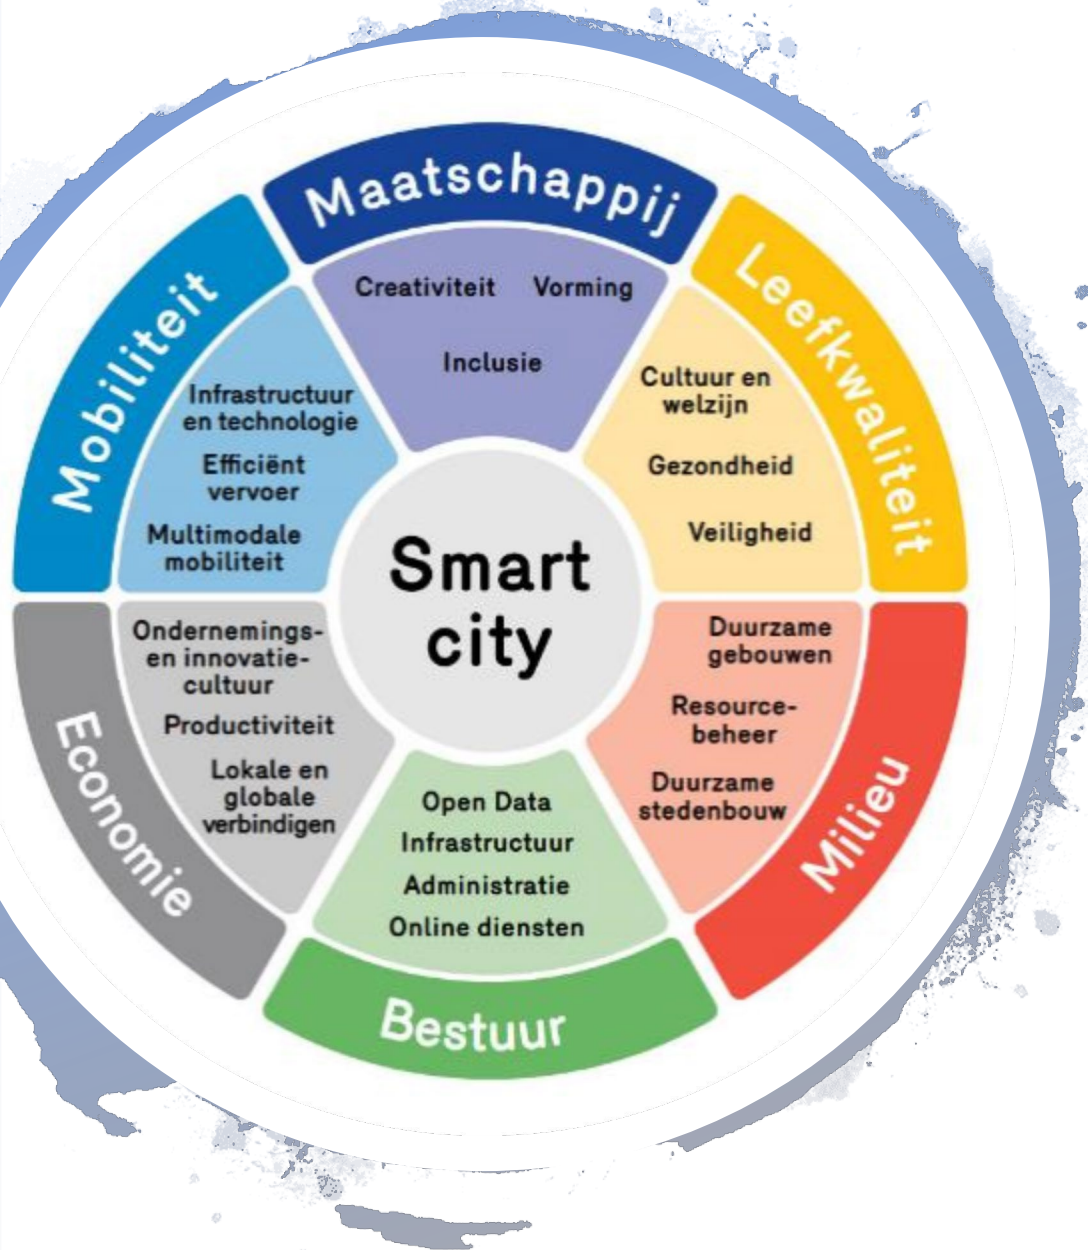 Maatschappij
Creativiteit
Vorming
Inclusie
Leefkwaliteit
Cultuur en
welzijn
Gezondheid
Veiligheid
Milieu
Duurzame
gebouwen
Resource-
beheer
Duurzame
stedenbouw
Bestuur
Open Data
Infrastructuur
Administratie
Online diensten
Economie
Ondernemings-
en innovatie-
cultuur
Productiviteit
Lokale en
globale
verbindigen
Mobiliteit
Infrastructuur
en technologie
Efficiënt
vervoer
Multimodale
mobiliteit
Smart
city